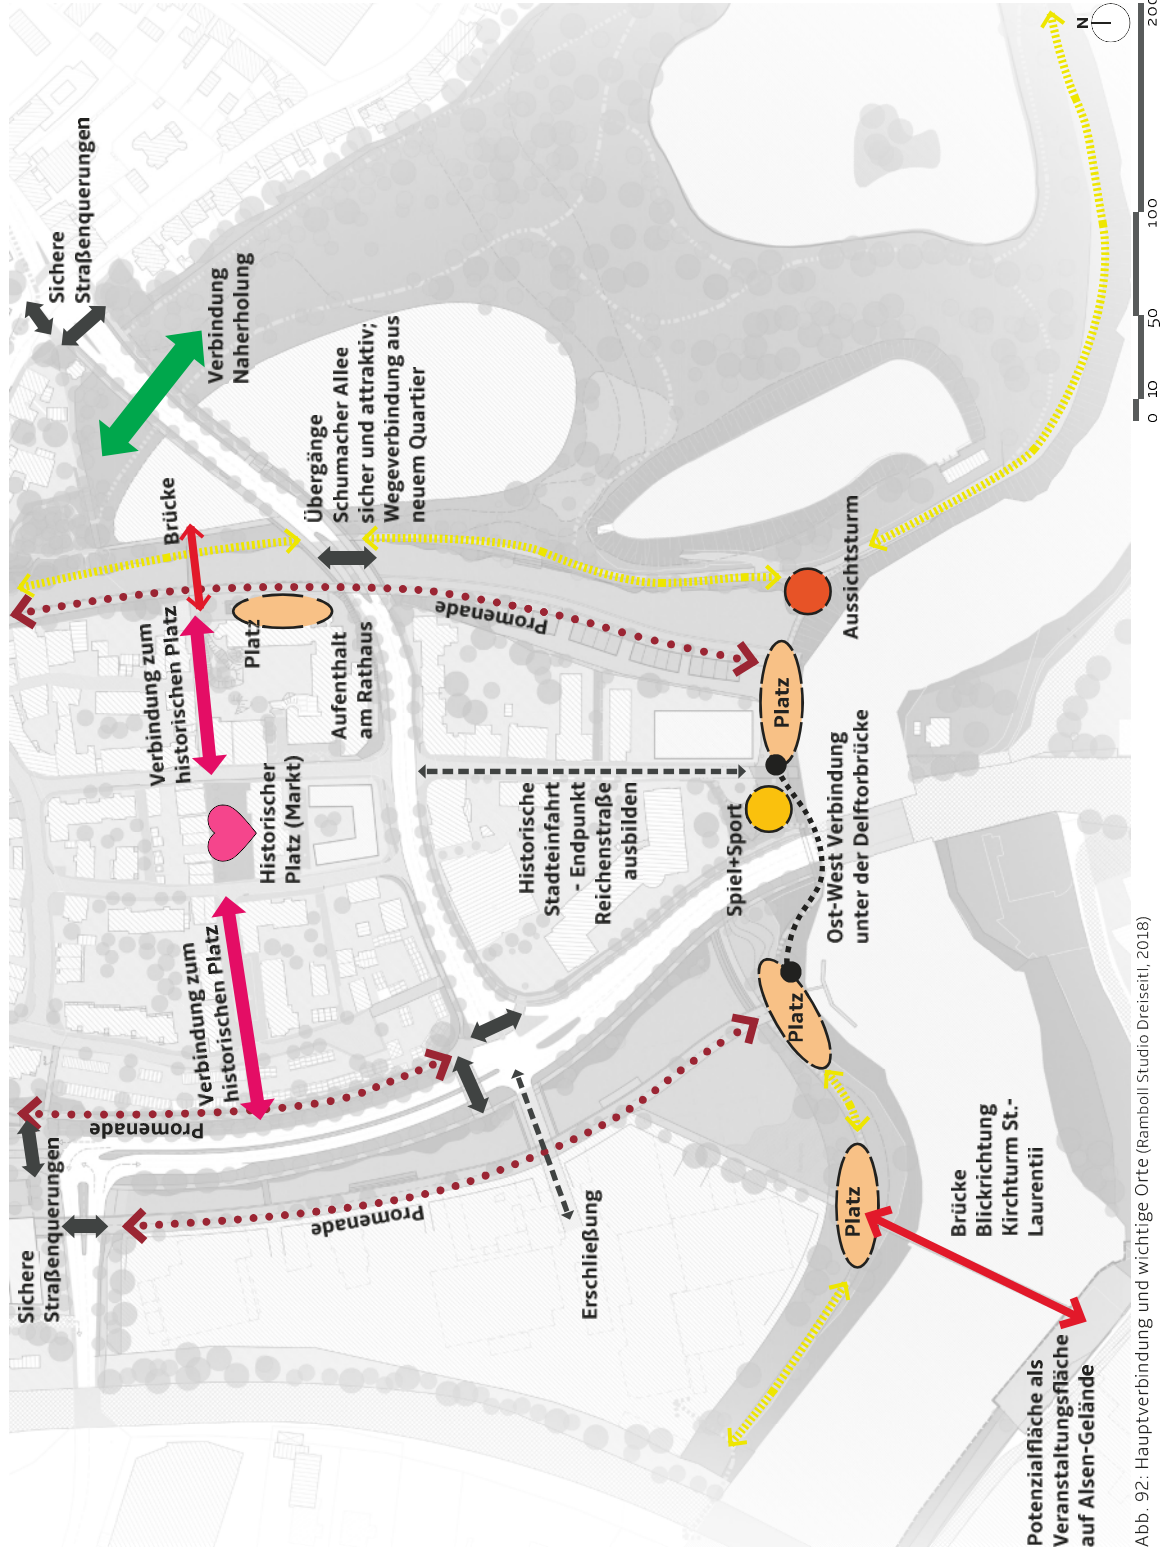 Sichere
Straßenquerungen
Promenade
Verbindung zum
historischen Platz
Historischer
Platz (Markt)
Verbindung zum
historischen Platz
Brücke
Platz
Aufenthalt
am Rathaus
Verbindung
Naherholung
Sichere
Straßenquerungen
Übergänge
Schumacher Allee
sicher und attraktiv;
Wegeverbindung aus
neuem Quartier
Promenade
Promenade
Historische
Stadteinfahrt
- Endpunkt
Reichenstraße
ausbilden
Erschließung
Spiel+Sport
Platz
Platz
Platz
Aussichtsturm
Ost-West Verbindung
unter der Delftorbrücke
Brücke
Blickrichtung
Kirchturm St.-
Laurentii
Potenzialfläche als
Veranstaltungsfläche
auf Alsen-Gelände
N
0 10 50 100 200
Abb. 92: Hauptverbindung und wichtige Orte (Ramboll Studio Dreiseitl, 2018)